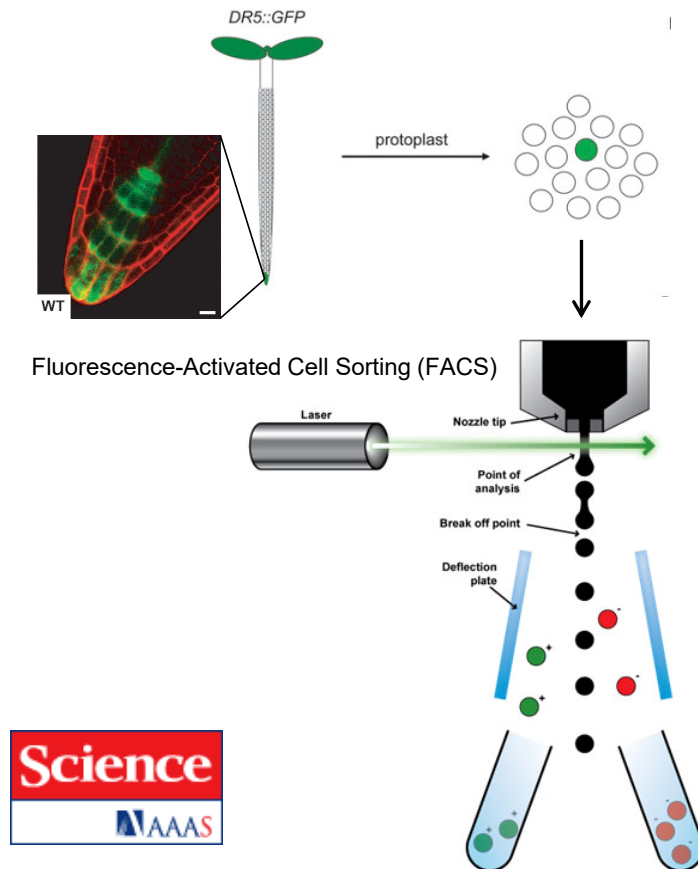 DR5::GFP
protoplast
WT
Fluorescence-Activated Cell Sorting (FACS)
Laser
Nozzle tip
Point of
analysis
Break off point
Deflection
plate
+
-
+
-
Science
AAAS
+
+
-
-
-